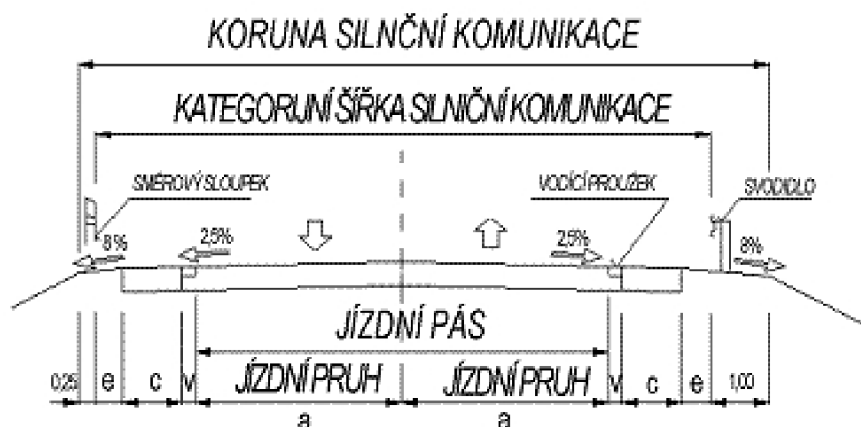 KORUNA SILNČNÍ KOMUNIKACE
KATEGORIJNÍ ŠÍŘKA SILNIČNÍ KOMUNIKACE
SMĚROVÝ SLOUPEK
VODÍCÍ PROUŽEK
SVODIDLO
8% 2,5% 2,5% 8%
JÍZDNÍ PÁS
0,25 e c v JÍZDNÍ PRUH JÍZDNÍ PRUH v c e 1,00
a a